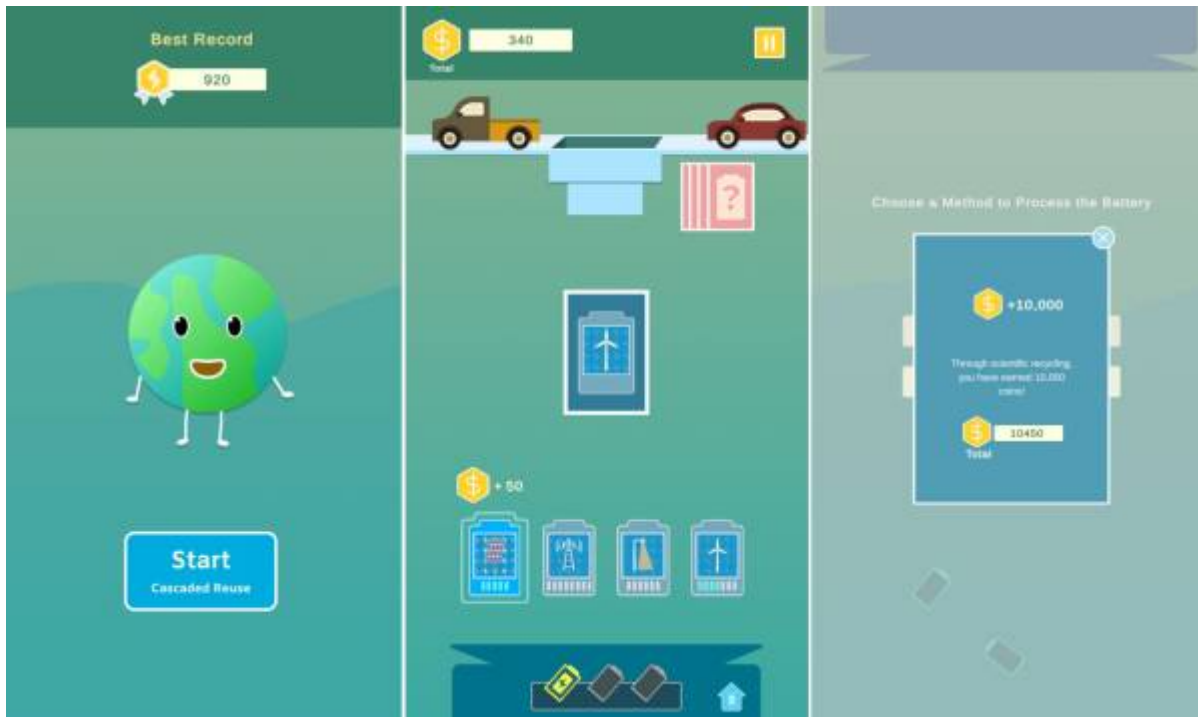 Best Record
920
Start
Cascaded Reuse
340
Total
?
+ 50
Choose a Method to Process the Battery
+10,000
Through scientific recycling,
you have earned 10,000
coins!
10450
Total